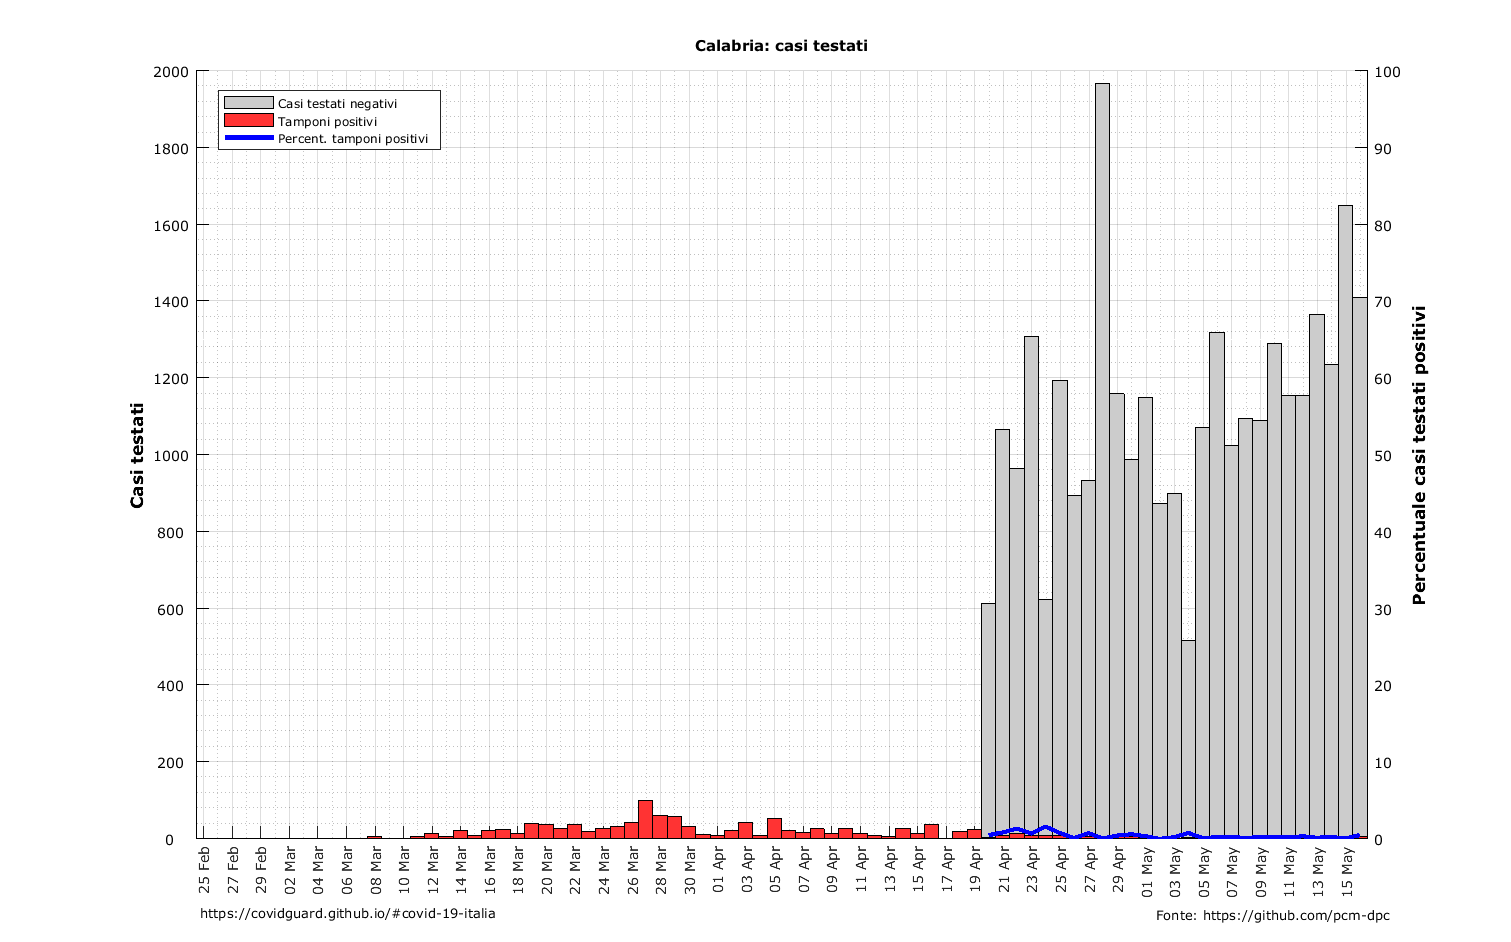 Calabria: casi testati
Casi testati negativi
Tamponi positivi
Percent. tamponi positivi
Casi testati
2000
1800
1600
1400
1200
1000
800
600
400
200
0
100
90
80
70
60
50
40
30
20
10
0
Percentuale casi testati positivi
25 Feb
27 Feb
29 Feb
02 Mar
04 Mar
06 Mar
08 Mar
10 Mar
12 Mar
14 Mar
16 Mar
18 Mar
20 Mar
22 Mar
24 Mar
26 Mar
28 Mar
30 Mar
01 Apr
03 Apr
05 Apr
07 Apr
09 Apr
11 Apr
13 Apr
15 Apr
17 Apr
19 Apr
21 Apr
23 Apr
25 Apr
27 Apr
29 Apr
01 May
03 May
05 May
07 May
09 May
11 May
13 May
15 May
https://covidguard.github.io/#covid-19-italia
Fonte: https://github.com/pcm-dpc